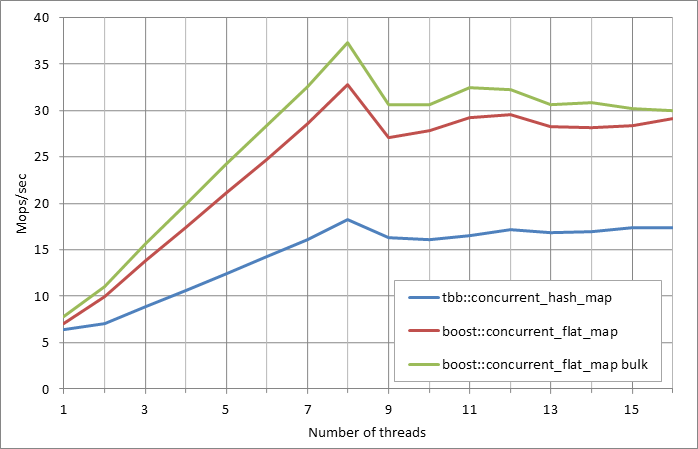 40
35
30
25
20
15
10
5
0
Mops/sec
tbb::concurrent_hash_map
boost::concurrent_flat_map
boost::concurrent_flat_map bulk
1 3 5 7 9 11 13 15
Number of threads